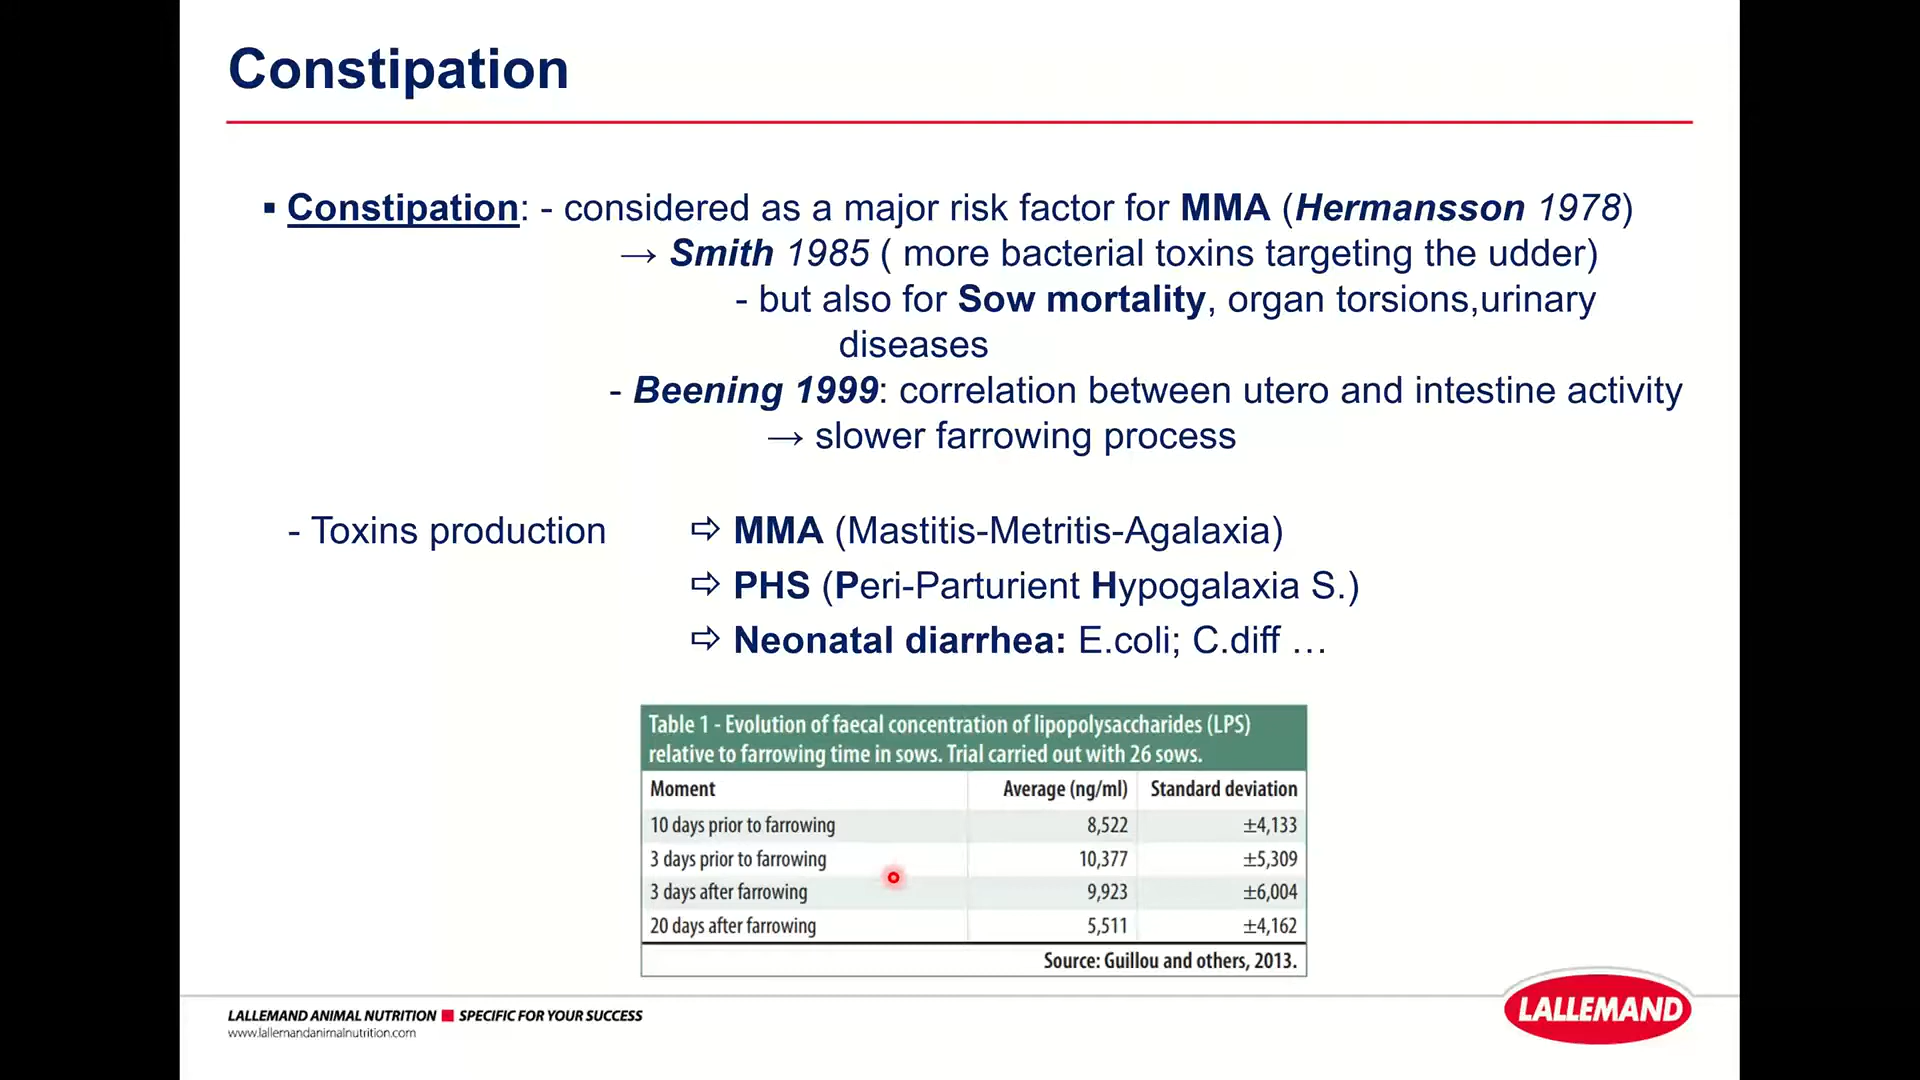 Constipation
▪ Constipation: - considered as a major risk factor for MMA (Hermansson 1978)
→ Smith 1985 ( more bacterial toxins targeting the udder)
- but also for Sow mortality, organ torsions,urinary
diseases
- Beening 1999: correlation between utero and intestine activity
→ slower farrowing process
- Toxins production ⇨ MMA (Mastitis-Metritis-Agalaxia)
⇨ PHS (Peri-Parturient Hypogalaxia S.)
⇨ Neonatal diarrhea: E.coli; C.diff …
Table 1 - Evolution of faecal concentration of lipopolysaccharides (LPS)
relative to farrowing time in sows. Trial carried out with 26 sows.
Moment Average (ng/ml) Standard deviation
10 days prior to farrowing 8,522 ±4,133
3 days prior to farrowing 10,377 ±5,309
3 days after farrowing 9,923 ±6,004
20 days after farrowing 5,511 ±4,162
Source: Guillou and others, 2013.
LALLEMAND ANIMAL NUTRITION ■ SPECIFIC FOR YOUR SUCCESS
www.lallemandanimalnutrition.com
LALLEMAND